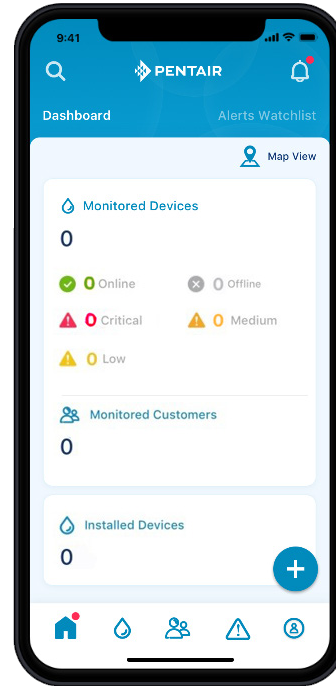 9:41
PENTAIR
Dashboard Alerts Watchlist
Map View
Monitored Devices
0
0 Online 0 Offline
0 Critical 0 Medium
0 Low
Monitored Customers
0
Installed Devices
0